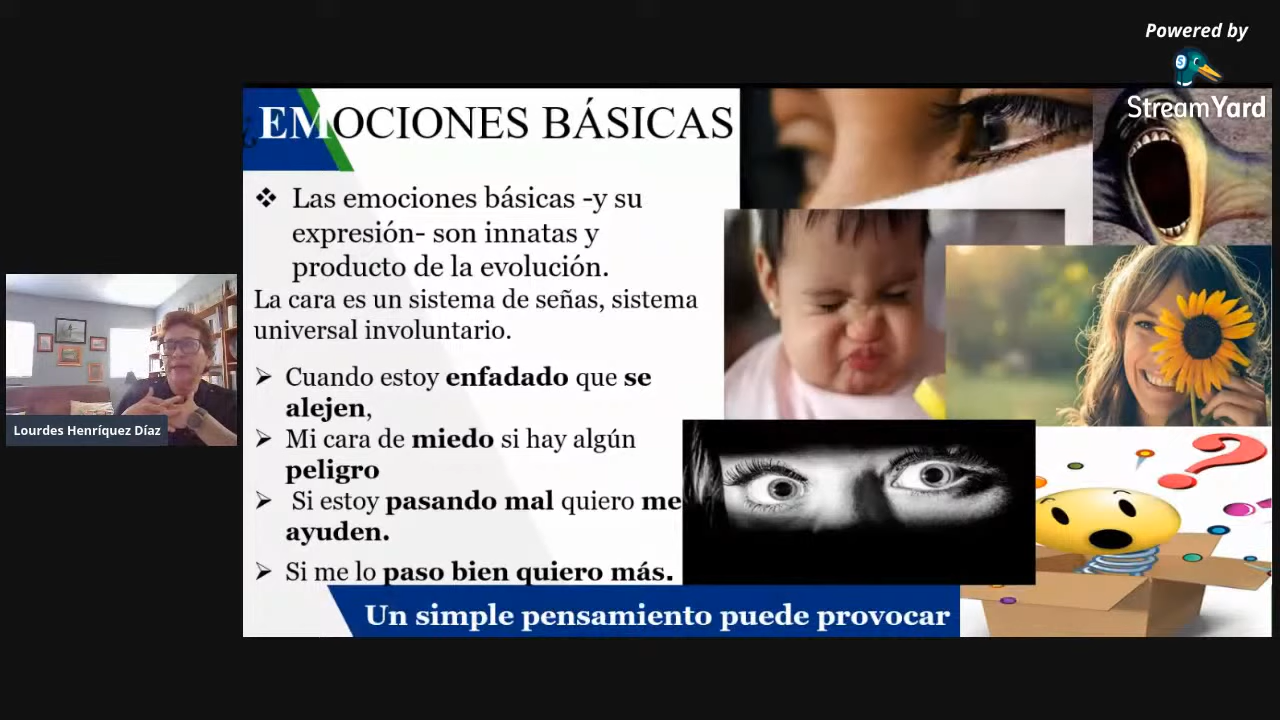 Powered by
StreamYard
EMOCIONES BÁSICAS
❖ Las emociones básicas -y su
expresión- son innatas y
producto de la evolución.
La cara es un sistema de señas, sistema
universal involuntario.
➢ Cuando estoy enfadado que se
alejen,
➢ Mi cara de miedo si hay algún
peligro
➢ Si estoy pasando mal quiero me
ayuden.
➢ Si me lo paso bien quiero más.
Un simple pensamiento puede provocar
Lourdes Henríquez Díaz